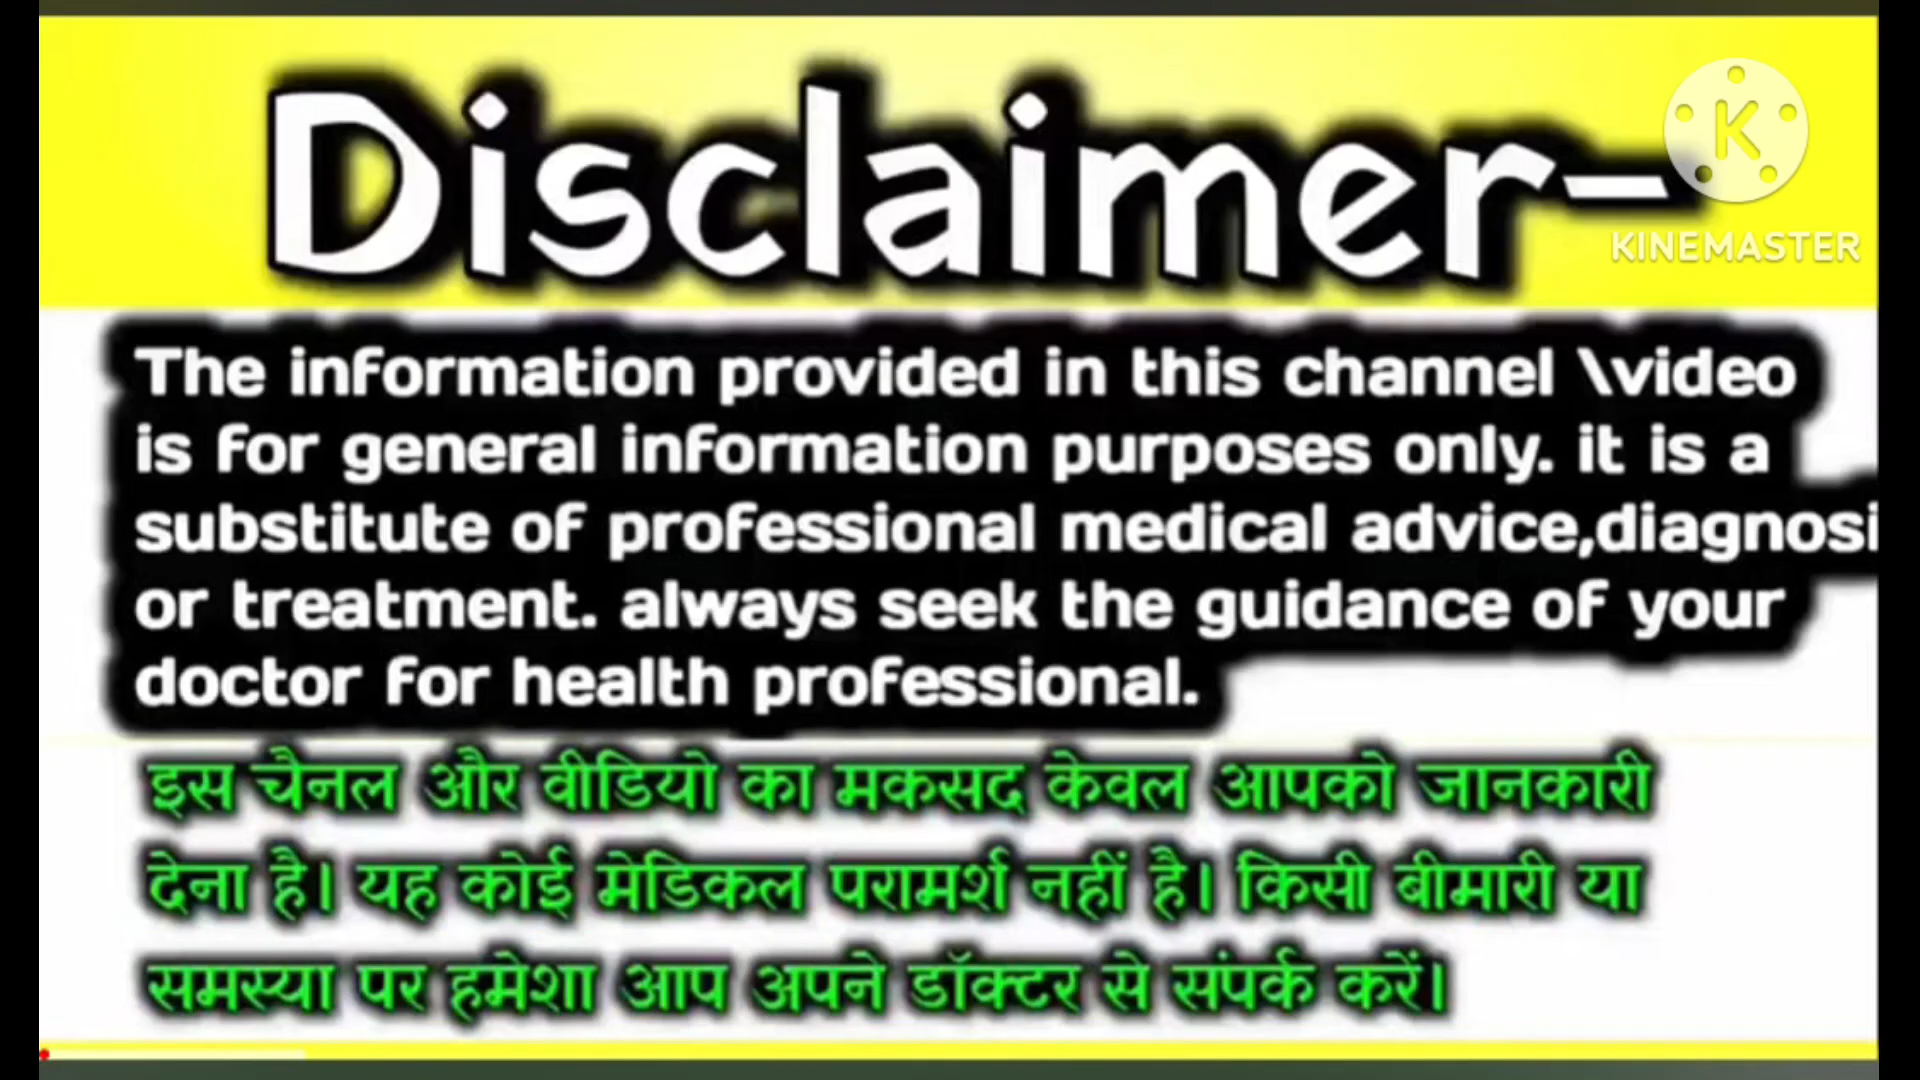 Disclaimer-
KINEMASTER
The information provided in this channel \video
is for general information purposes only. it is a
substitute of professional medical advice,diagnosi
or treatment. always seek the guidance of your
doctor for health professional.
इस चैनल और वीडियो का मकसद केवल आपको जानकारी
देना है। यह कोई मेडिकल परामर्श नहीं है। किसी बीमारी या
समस्या पर हमेशा आप अपने डॉक्टर से संपर्क करें।